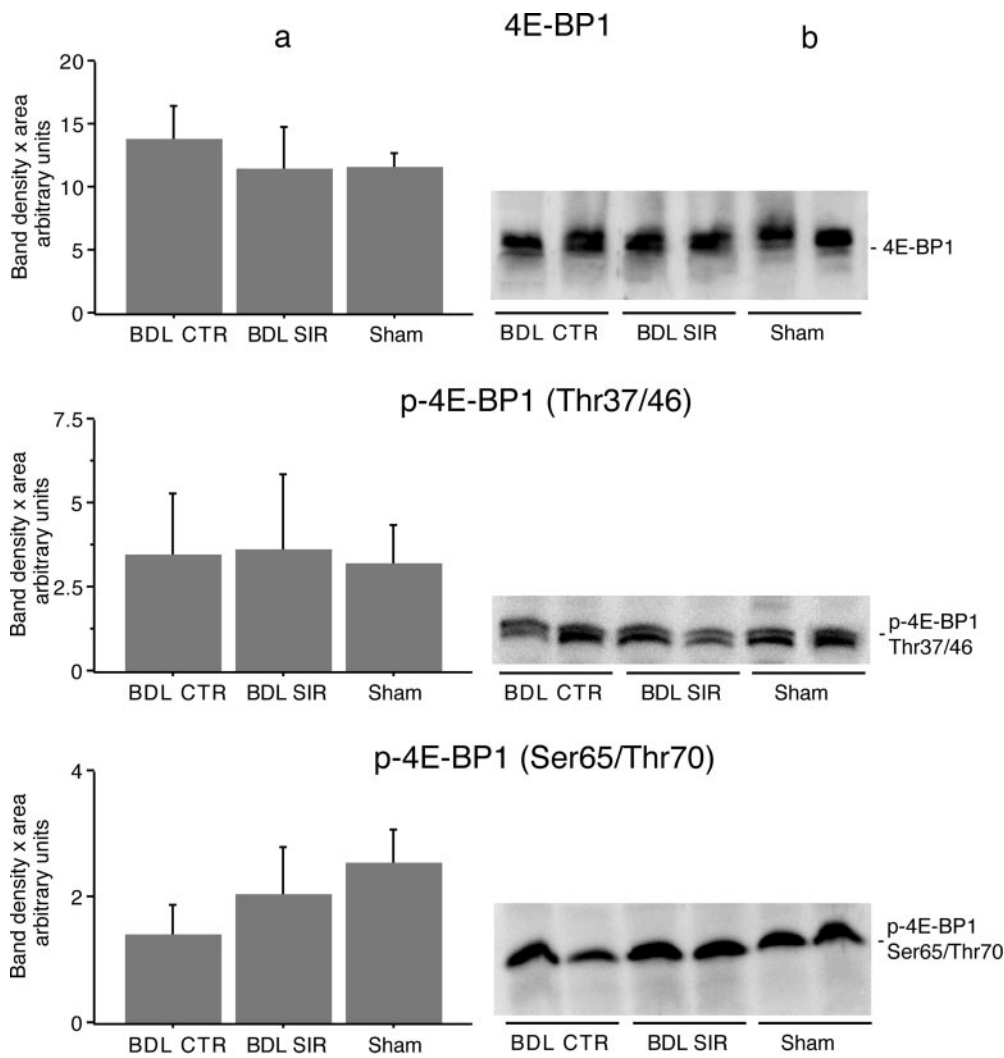 a
4E-BP1
b
Band density x area
arbitrary units
20
15
10
5
0
BDL CTR
BDL SIR
Sham
- 4E-BP1
BDL CTR
BDL SIR
Sham
p-4E-BP1 (Thr37/46)
Band density x area
arbitrary units
7.5
5
2.5
0
BDL CTR
BDL SIR
Sham
p-4E-BP1
- Thr37/46
BDL CTR
BDL SIR
Sham
p-4E-BP1 (Ser65/Thr70)
Band density x area
arbitrary units
4
2
0
BDL CTR
BDL SIR
Sham
p-4E-BP1
- Ser65/Thr70
BDL CTR
BDL SIR
Sham